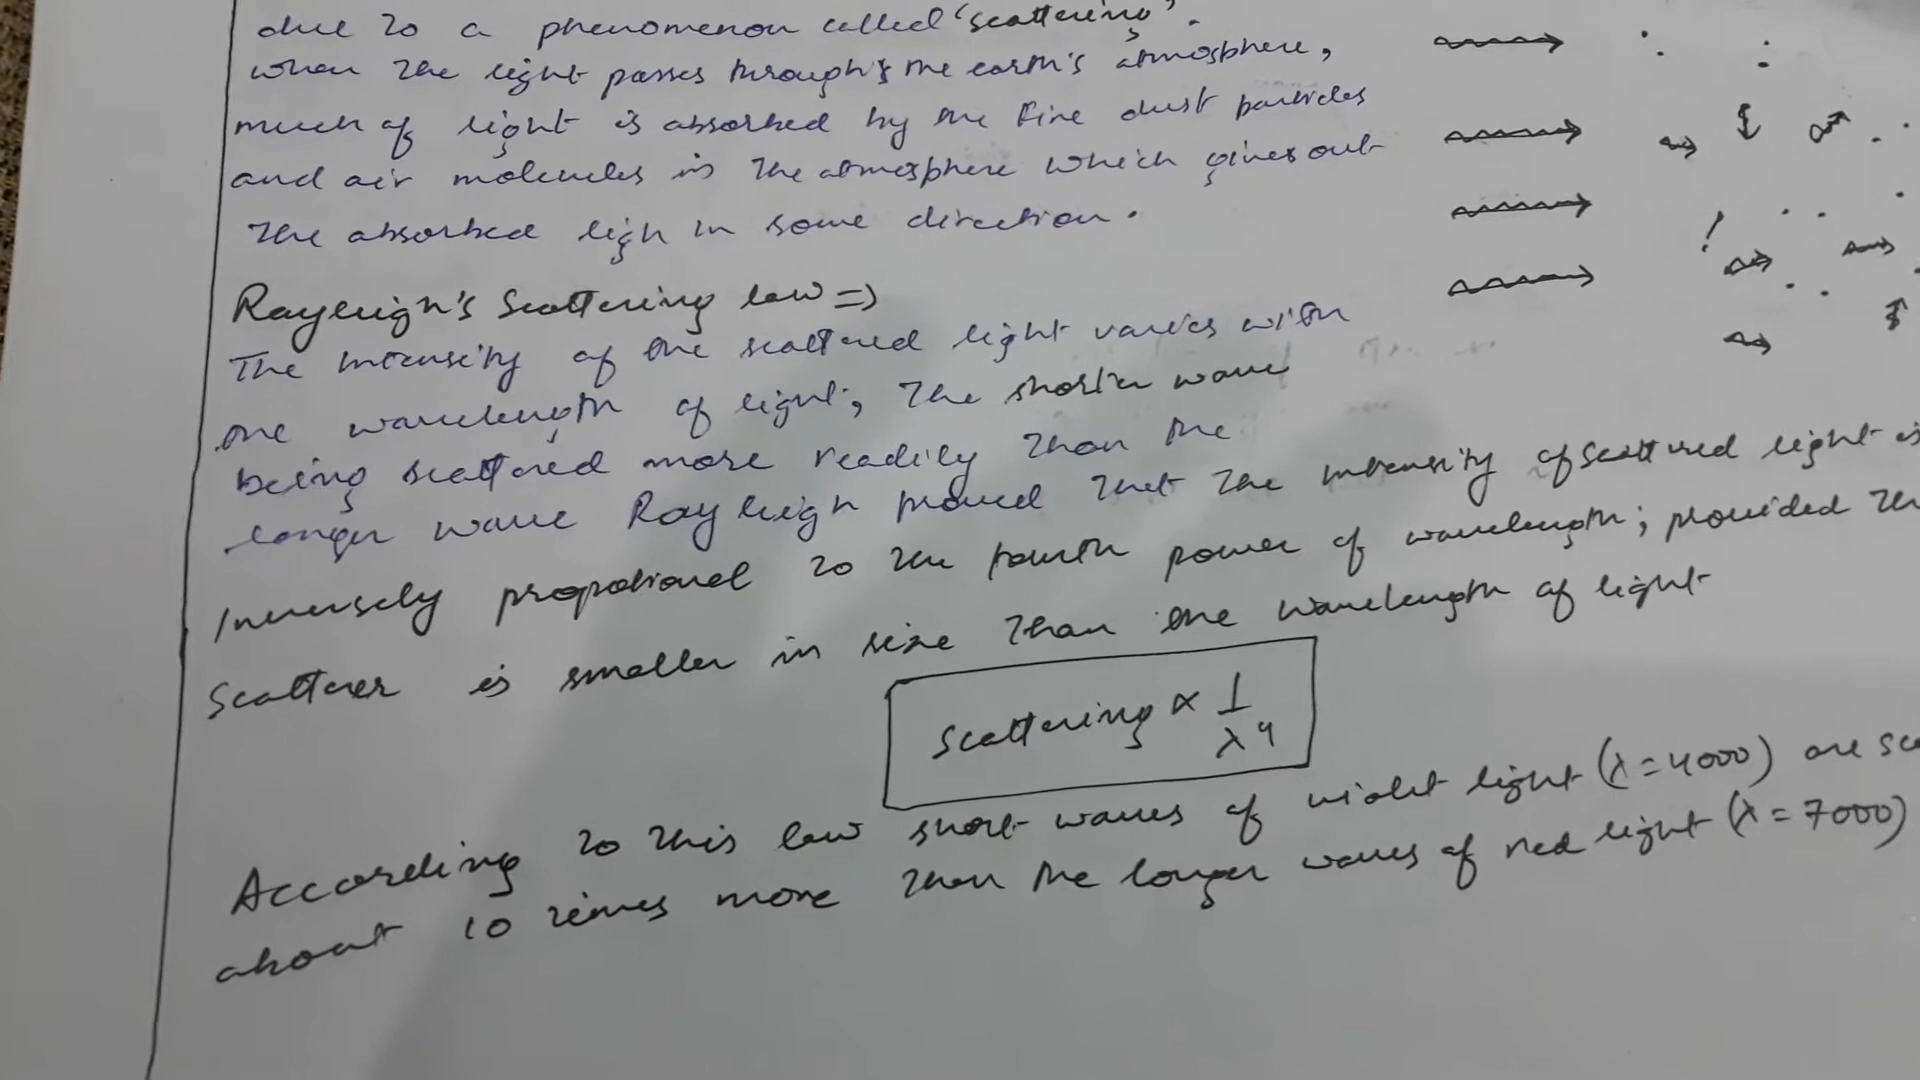 due to a phenomenon called 'scattering'.
when the light passes through the earth's atmosphere,
much of light is absorbed by the fine dust particles
and air molecules in the atmosphere which gives out
the absorbed ligh in some direction.
Rayleigh's Scattering law =>
The intensity of the scattered light varies with
the wavelength of light, The shorter wave
being scattered more readily than the
longer wave Rayleigh proved that the intensity of scattered light is
Inversely propotional to the fourth power of wavelength; provided the
Scatterer is smaller in size than the wavelength of light
Scattering ∝ 1/λ⁴
According to this law short waves of violet light (λ=4000) are
about 10 times more than the longer waves of red light (λ=7000)